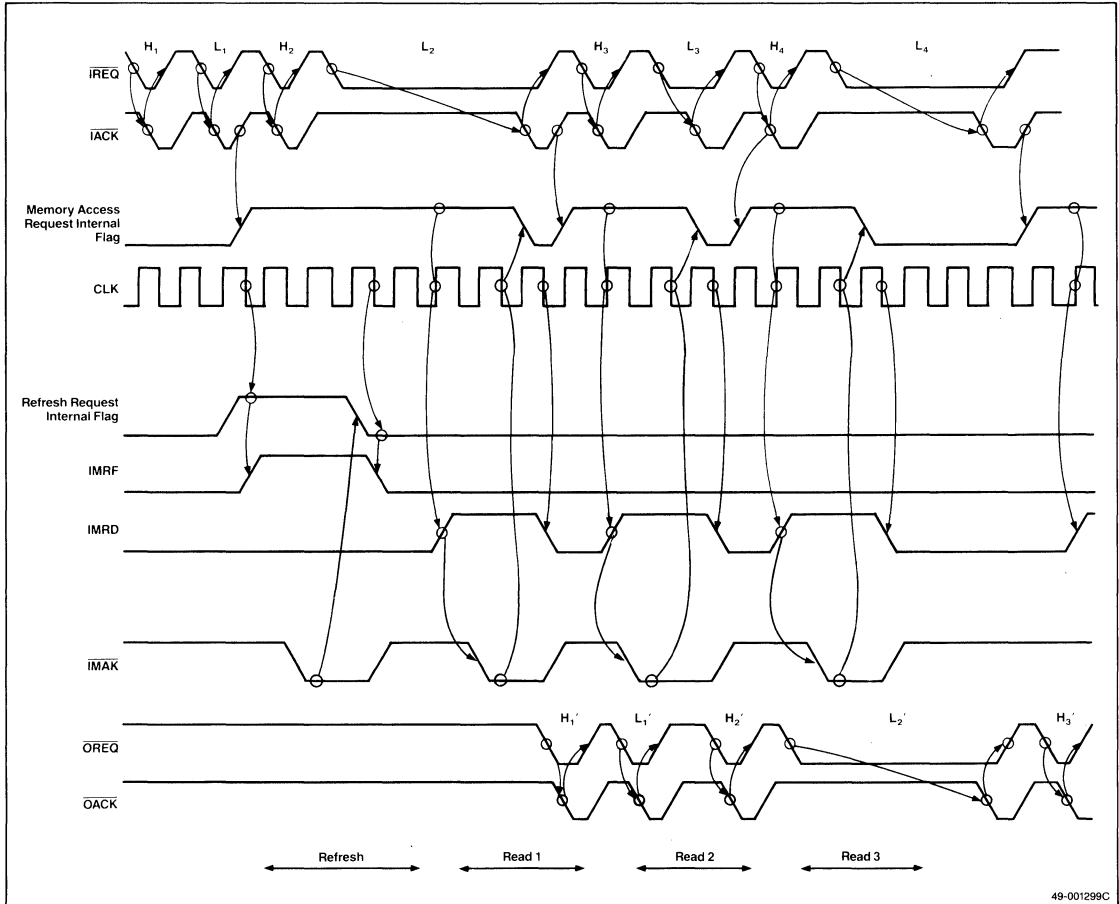 H₁ L₁ H₂ L₂ H₃ L₃ H₄ L₄
IREQ
IACK
Memory Access
Request Internal
Flag
CLK
Refresh Request
Internal Flag
IMRF
IMRD
IMAK
H₁' L₁' H₂' L₂' H₃'
OREQ
OACK
Refresh Read 1 Read 2 Read 3
49-001299C